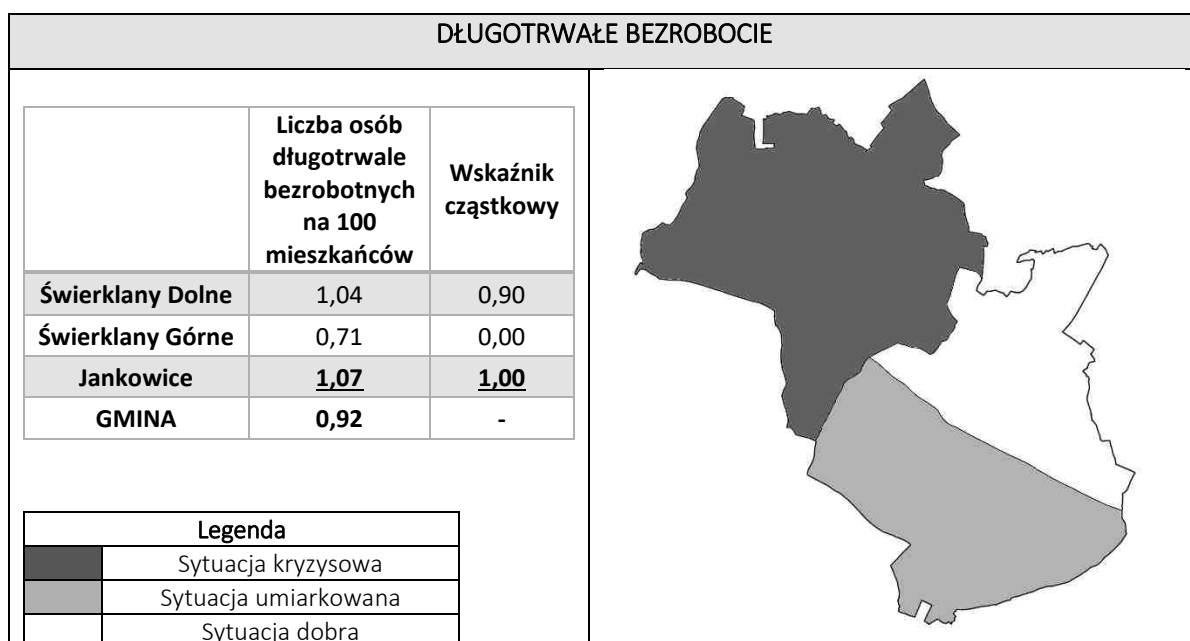 DŁUGOTRWAŁE BEZROBOCIE
Liczba osób
długotrwale
bezrobotnych
na 100
mieszkańców
Wskaźnik
cząstkowy
Świerklany Dolne 1,04 0,90
Świerklany Górne 0,71 0,00
Jankowice 1,07 1,00
GMINA 0,92 -
Legenda
Sytuacja kryzysowa
Sytuacja umiarkowana
Sytuacja dobra